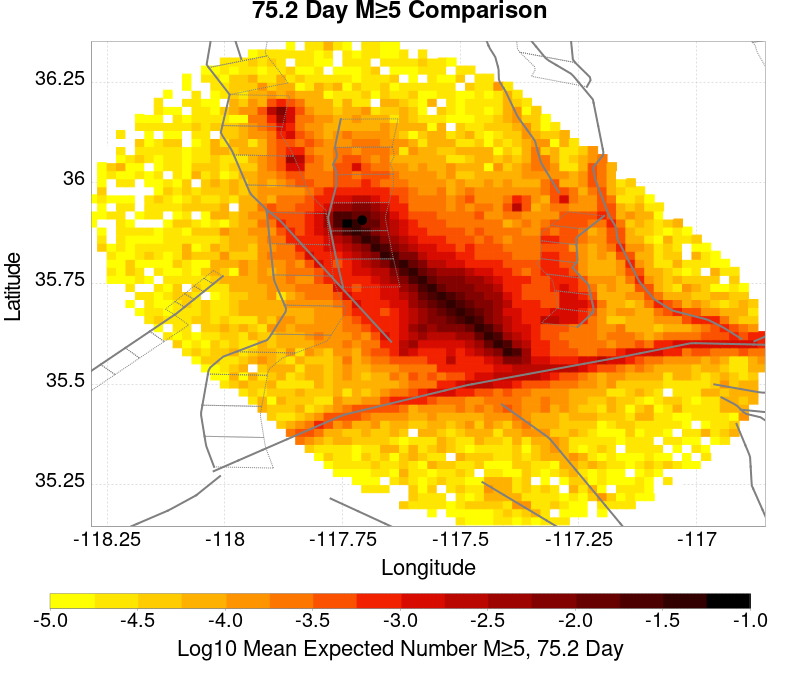 75.2 Day M≥5 Comparison
36.25
36
35.75
35.5
35.25
Latitude
-118.25 -118 -117.75 -117.5 -117.25 -117
Longitude
-5.0 -4.5 -4.0 -3.5 -3.0 -2.5 -2.0 -1.5 -1.0
Log10 Mean Expected Number M≥5, 75.2 Day